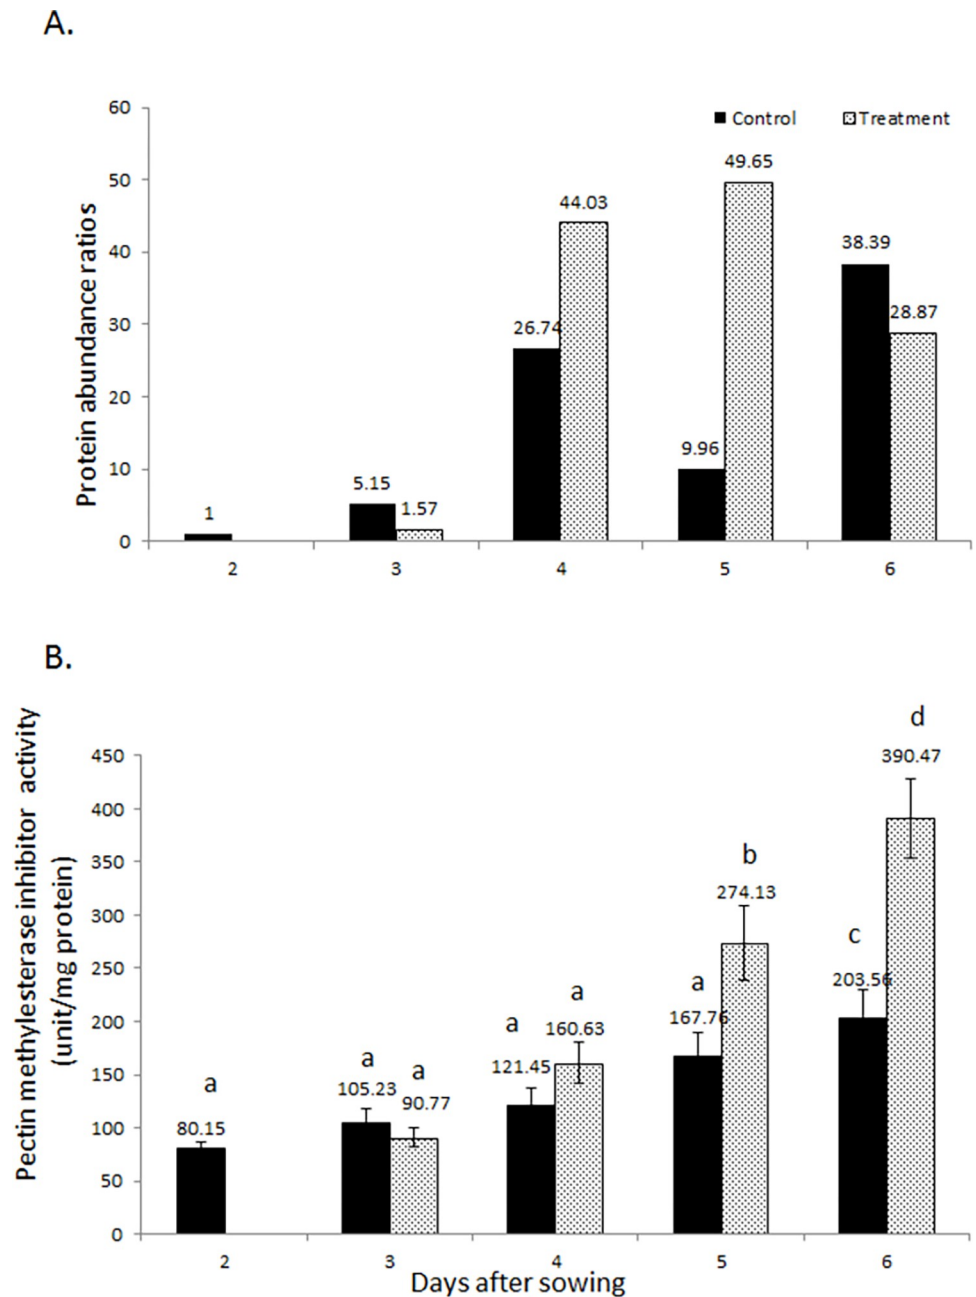 A.
Protein abundance ratios
60
50
40
30
20
10
0
Control Treatment
1
5.15
1.57
26.74
44.03
9.96
49.65
38.39
28.87
2 3 4 5 6
B.
Pectin methylesterase inhibitor activity
(unit/mg protein)
450
400
350
300
250
200
150
100
50
0
a
80.15
a
105.23
a
90.77
a
121.45
a
160.63
a
167.76
b
274.13
c
203.56
d
390.47
2 3 4 5 6
Days after sowing